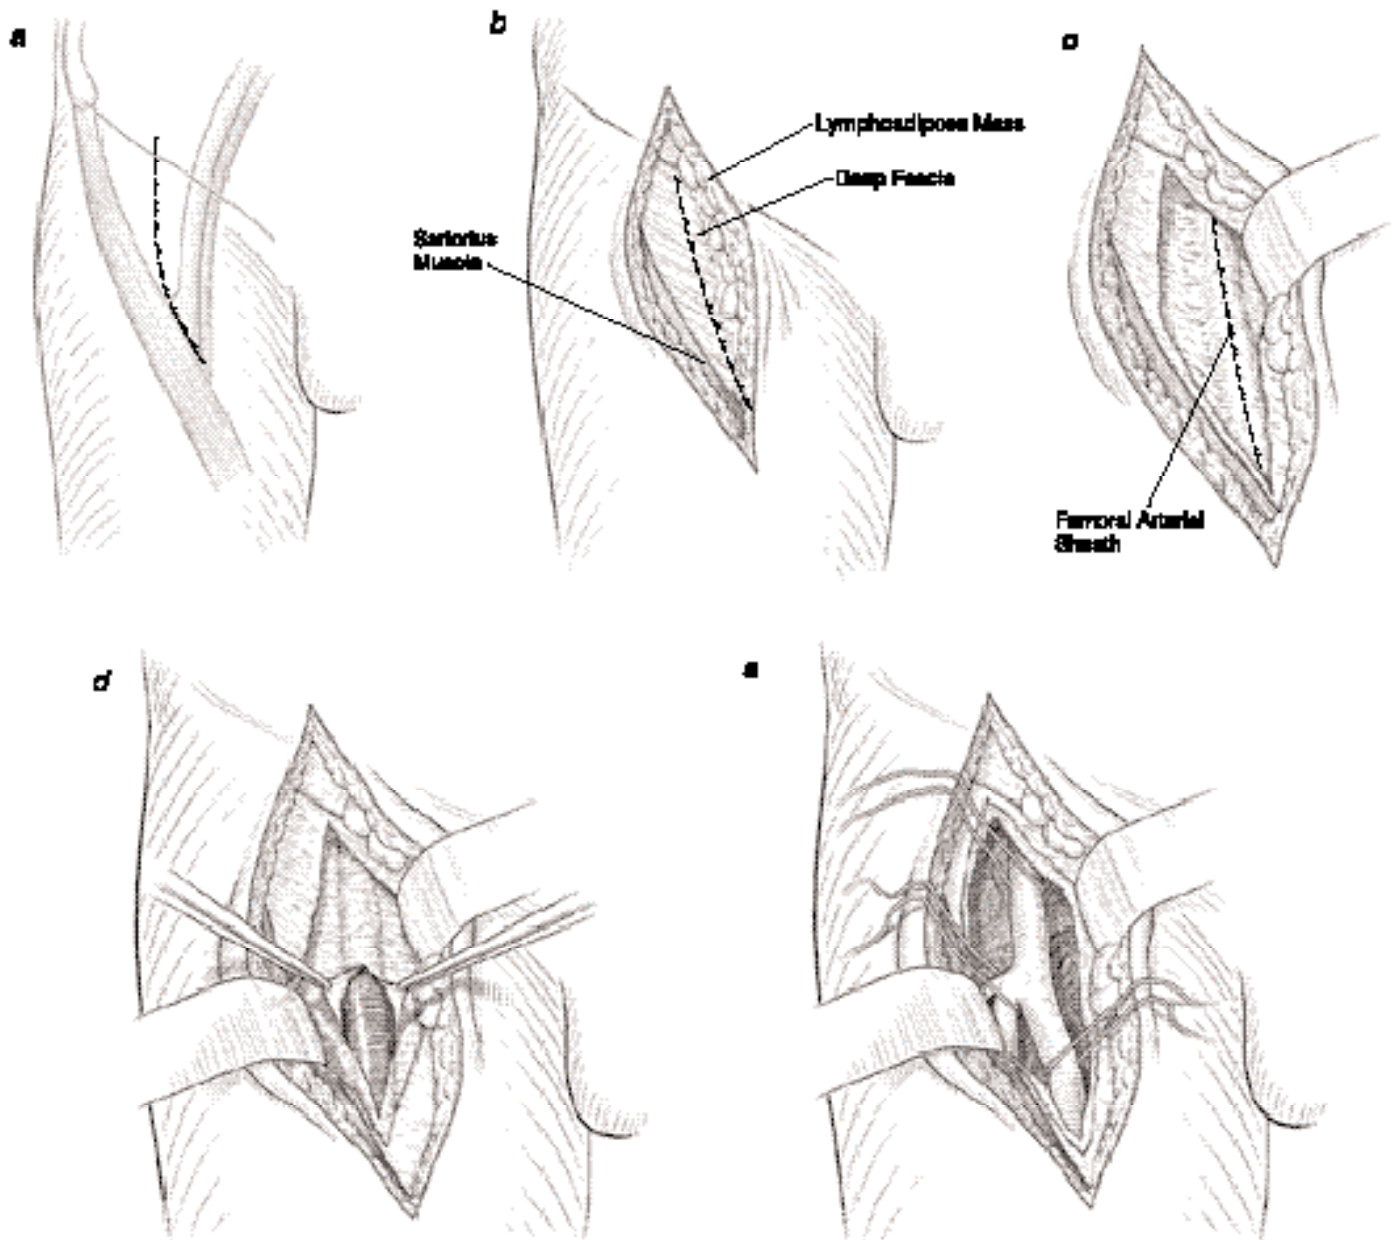 a
b
c
Lymphoadipose Mass
Deep Fascia
Sartorius
Muscle
Femoral Arterial
Sheath
d
e